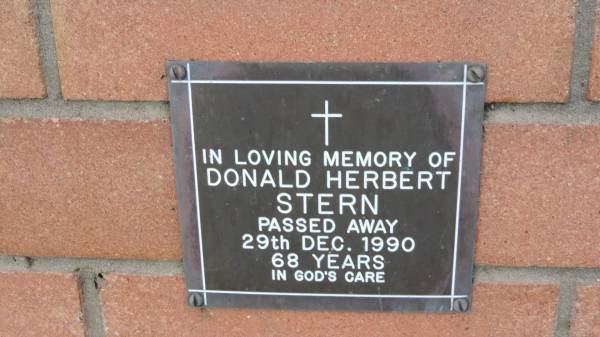 IN LOVING MEMORY OF
DONALD HERBERT
STERN
PASSED AWAY
29th DEC. 1990
68 YEARS
IN GOD'S CARE